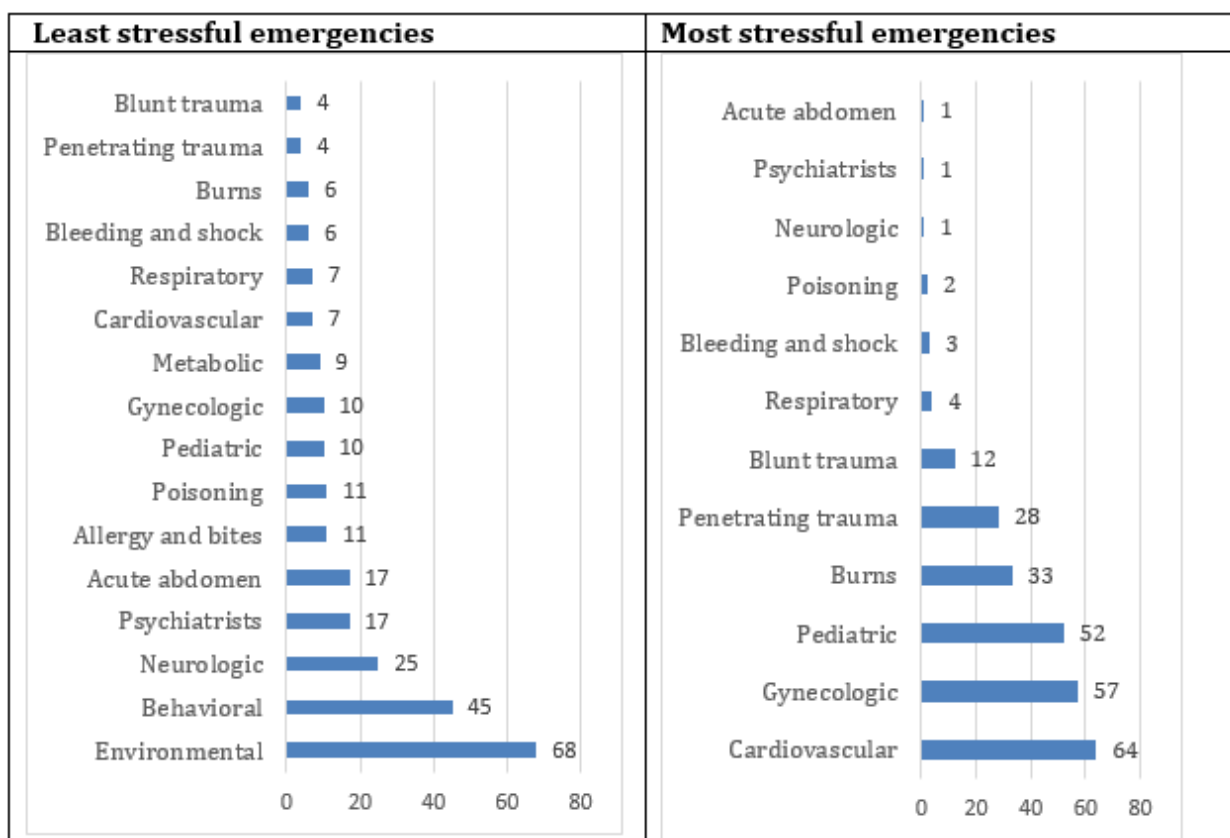 Least stressful emergencies
Blunt trauma 4
Penetrating trauma 4
Burns 6
Bleeding and shock 6
Respiratory 7
Cardiovascular 7
Metabolic 9
Gynecologic 10
Pediatric 10
Poisoning 11
Allergy and bites 11
Acute abdomen 17
Psychiatrists 17
Neurologic 25
Behavioral 45
Environmental 68
0 20 40 60 80
Most stressful emergencies
Acute abdomen 1
Psychiatrists 1
Neurologic 1
Poisoning 2
Bleeding and shock 3
Respiratory 4
Blunt trauma 12
Penetrating trauma 28
Burns 33
Pediatric 52
Gynecologic 57
Cardiovascular 64
0 20 40 60 80